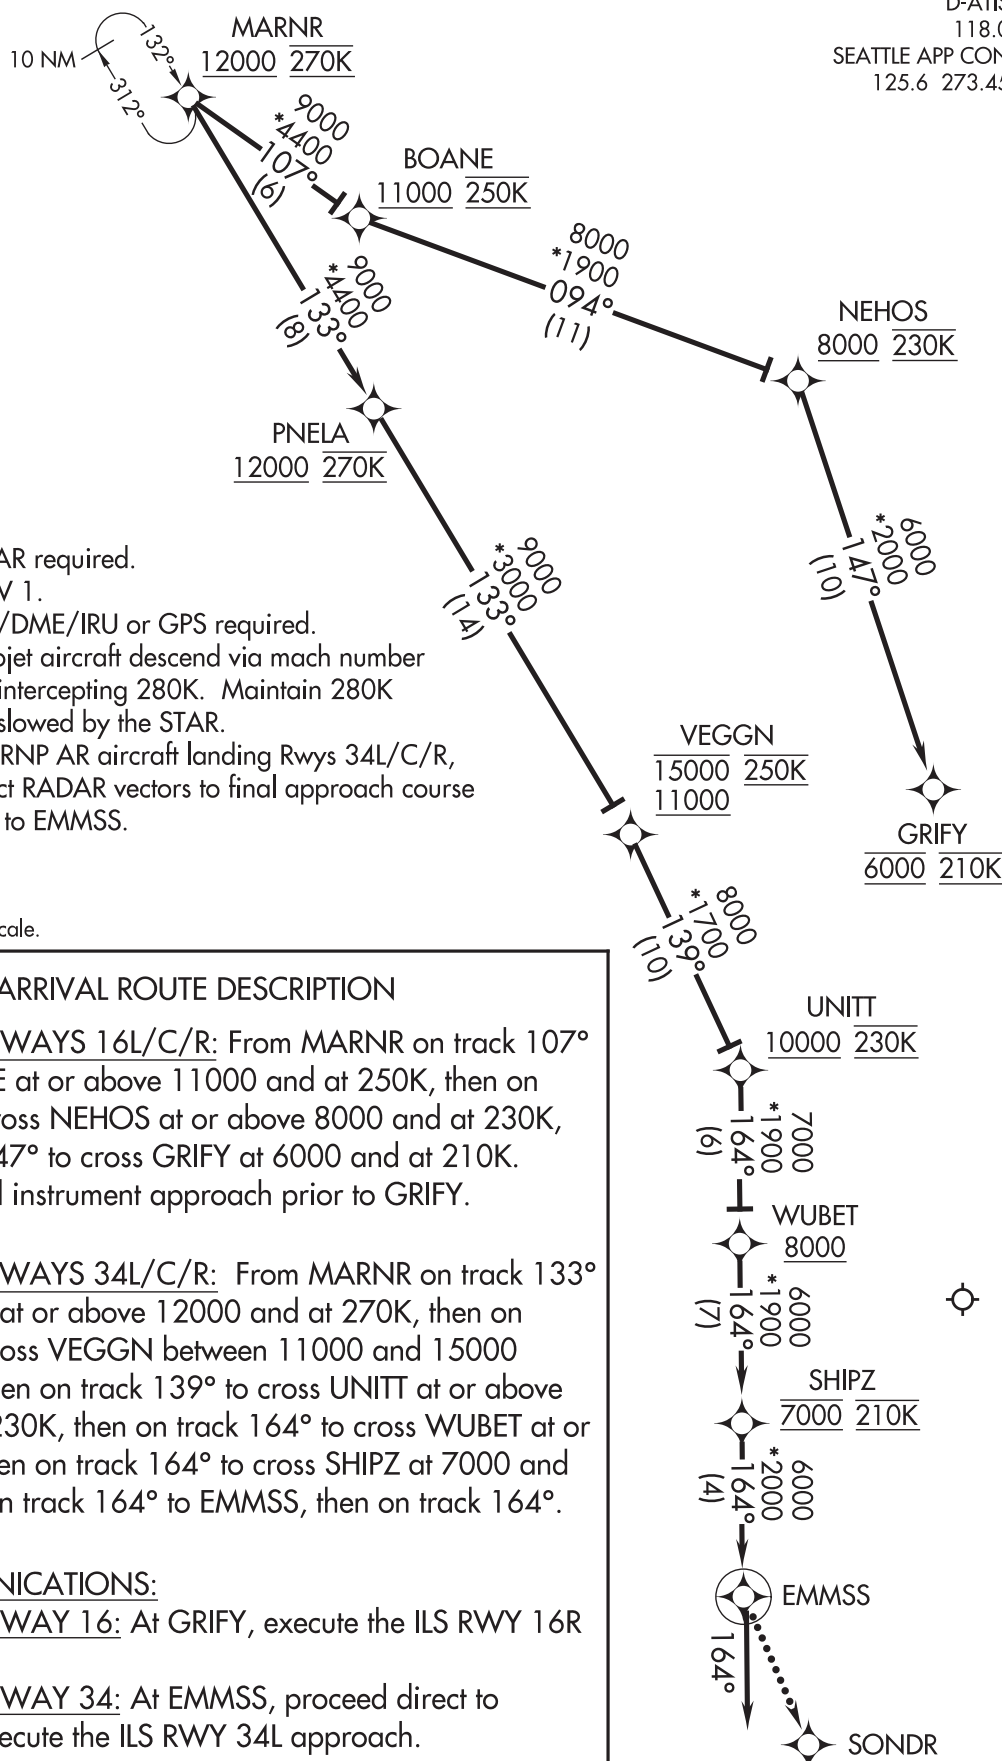 D-ATIS
118.0
SEATTLE APP CON
125.6 273.45
MARNR
12000 270K
10 NM
132°
312°
9000
*4400
107°
(6)
BOANE
11000 250K
8000
*1900
094°
(11)
NEHOS
8000 230K
9000
*4400
133°
(8)
PNELA
12000 270K
6000
*2000
147°
(10)
GRIFY
6000 210K
9000
*3000
133°
(14)
AR required.
V 1.
/DME/IRU or GPS required.
ojet aircraft descend via mach number
intercepting 280K. Maintain 280K
slowed by the STAR.
RNP AR aircraft landing Rwys 34L/C/R,
ct RADAR vectors to final approach course
to EMMSS.
VEGGN
15000 250K
11000
8000
*1700
139°
(10)
cale.
UNITT
10000 230K
7000
*1900
164°
(6)
WUBET
8000
6000
*1900
164°
(7)
SHIPZ
7000 210K
6000
*2000
164°
(4)
EMMSS
164°
SONDR
ARRIVAL ROUTE DESCRIPTION
WAYS 16L/C/R: From MARNR on track 107°
E at or above 11000 and at 250K, then on
ross NEHOS at or above 8000 and at 230K,
47° to cross GRIFY at 6000 and at 210K.
l instrument approach prior to GRIFY.
WAYS 34L/C/R: From MARNR on track 133°
at or above 12000 and at 270K, then on
oss VEGGN between 11000 and 15000
en on track 139° to cross UNITT at or above
230K, then on track 164° to cross WUBET at or
en on track 164° to cross SHIPZ at 7000 and
n track 164° to EMMSS, then on track 164°.
NICATIONS:
WAY 16: At GRIFY, execute the ILS RWY 16R
WAY 34: At EMMSS, proceed direct to
ecute the ILS RWY 34L approach.